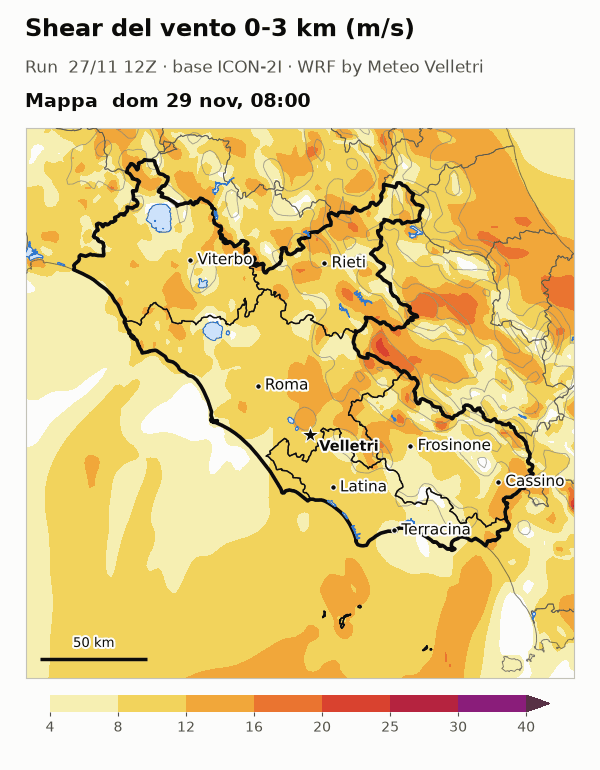 Shear del vento 0-3 km (m/s)
Run  27/11 12Z · base ICON-2I · WRF by Meteo Velletri
Mappa  dom 29 nov, 08:00
Viterbo
Rieti
Roma
Velletri
Frosinone
Cassino
Latina
Terracina
50 km
4 8 12 16 20 25 30 40